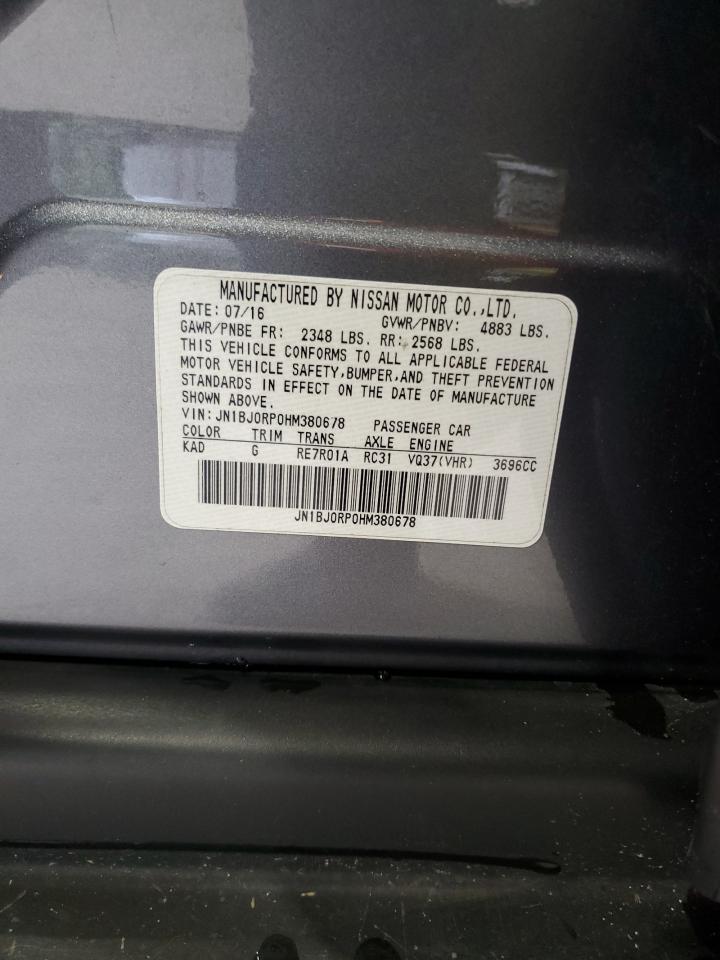 MANUFACTURED BY NISSAN MOTOR CO.,LTD.
DATE: 07/16 GVWR/PNBV: 4883 LBS.
GAWR/PNBE FR: 2348 LBS. RR: 2568 LBS.
THIS VEHICLE CONFORMS TO ALL APPLICABLE FEDERAL
MOTOR VEHICLE SAFETY,BUMPER,AND THEFT PREVENTION
STANDARDS IN EFFECT ON THE DATE OF MANUFACTURE
SHOWN ABOVE.
VIN: JN1BJ0RP0HM380678 PASSENGER CAR
COLOR TRIM TRANS AXLE ENGINE
KAD G RE7R01A RC31 VQ37(VHR) 3696CC
JN1BJ0RP0HM380678